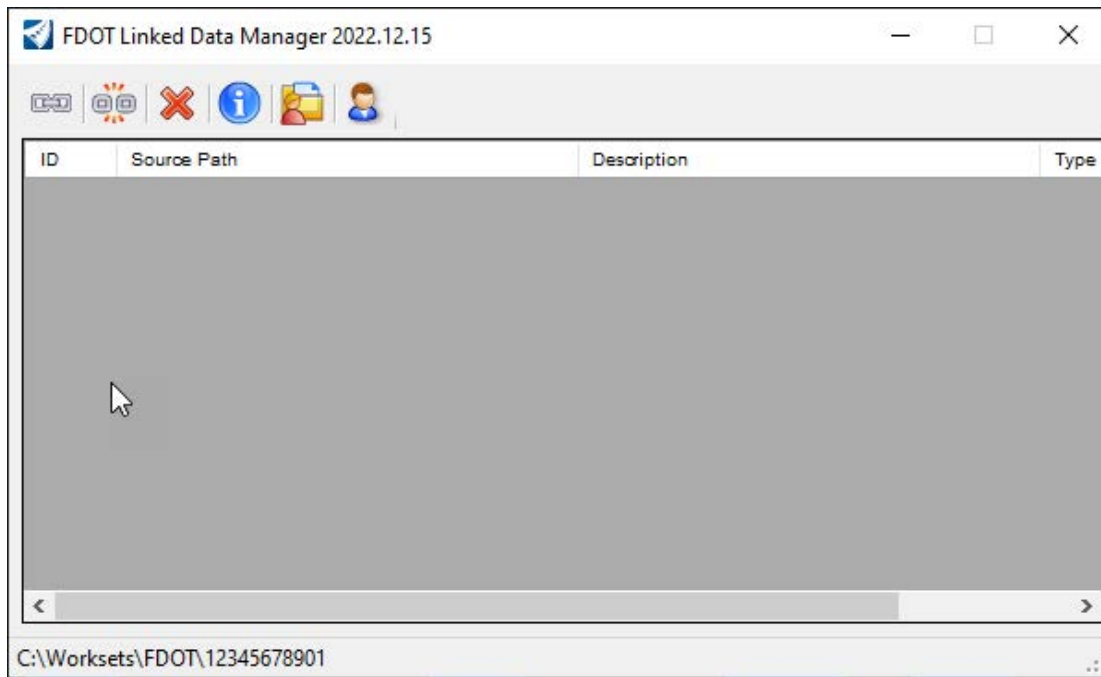 FDOT Linked Data Manager 2022.12.15
ID Source Path Description Type
C:\Worksets\FDOT\12345678901